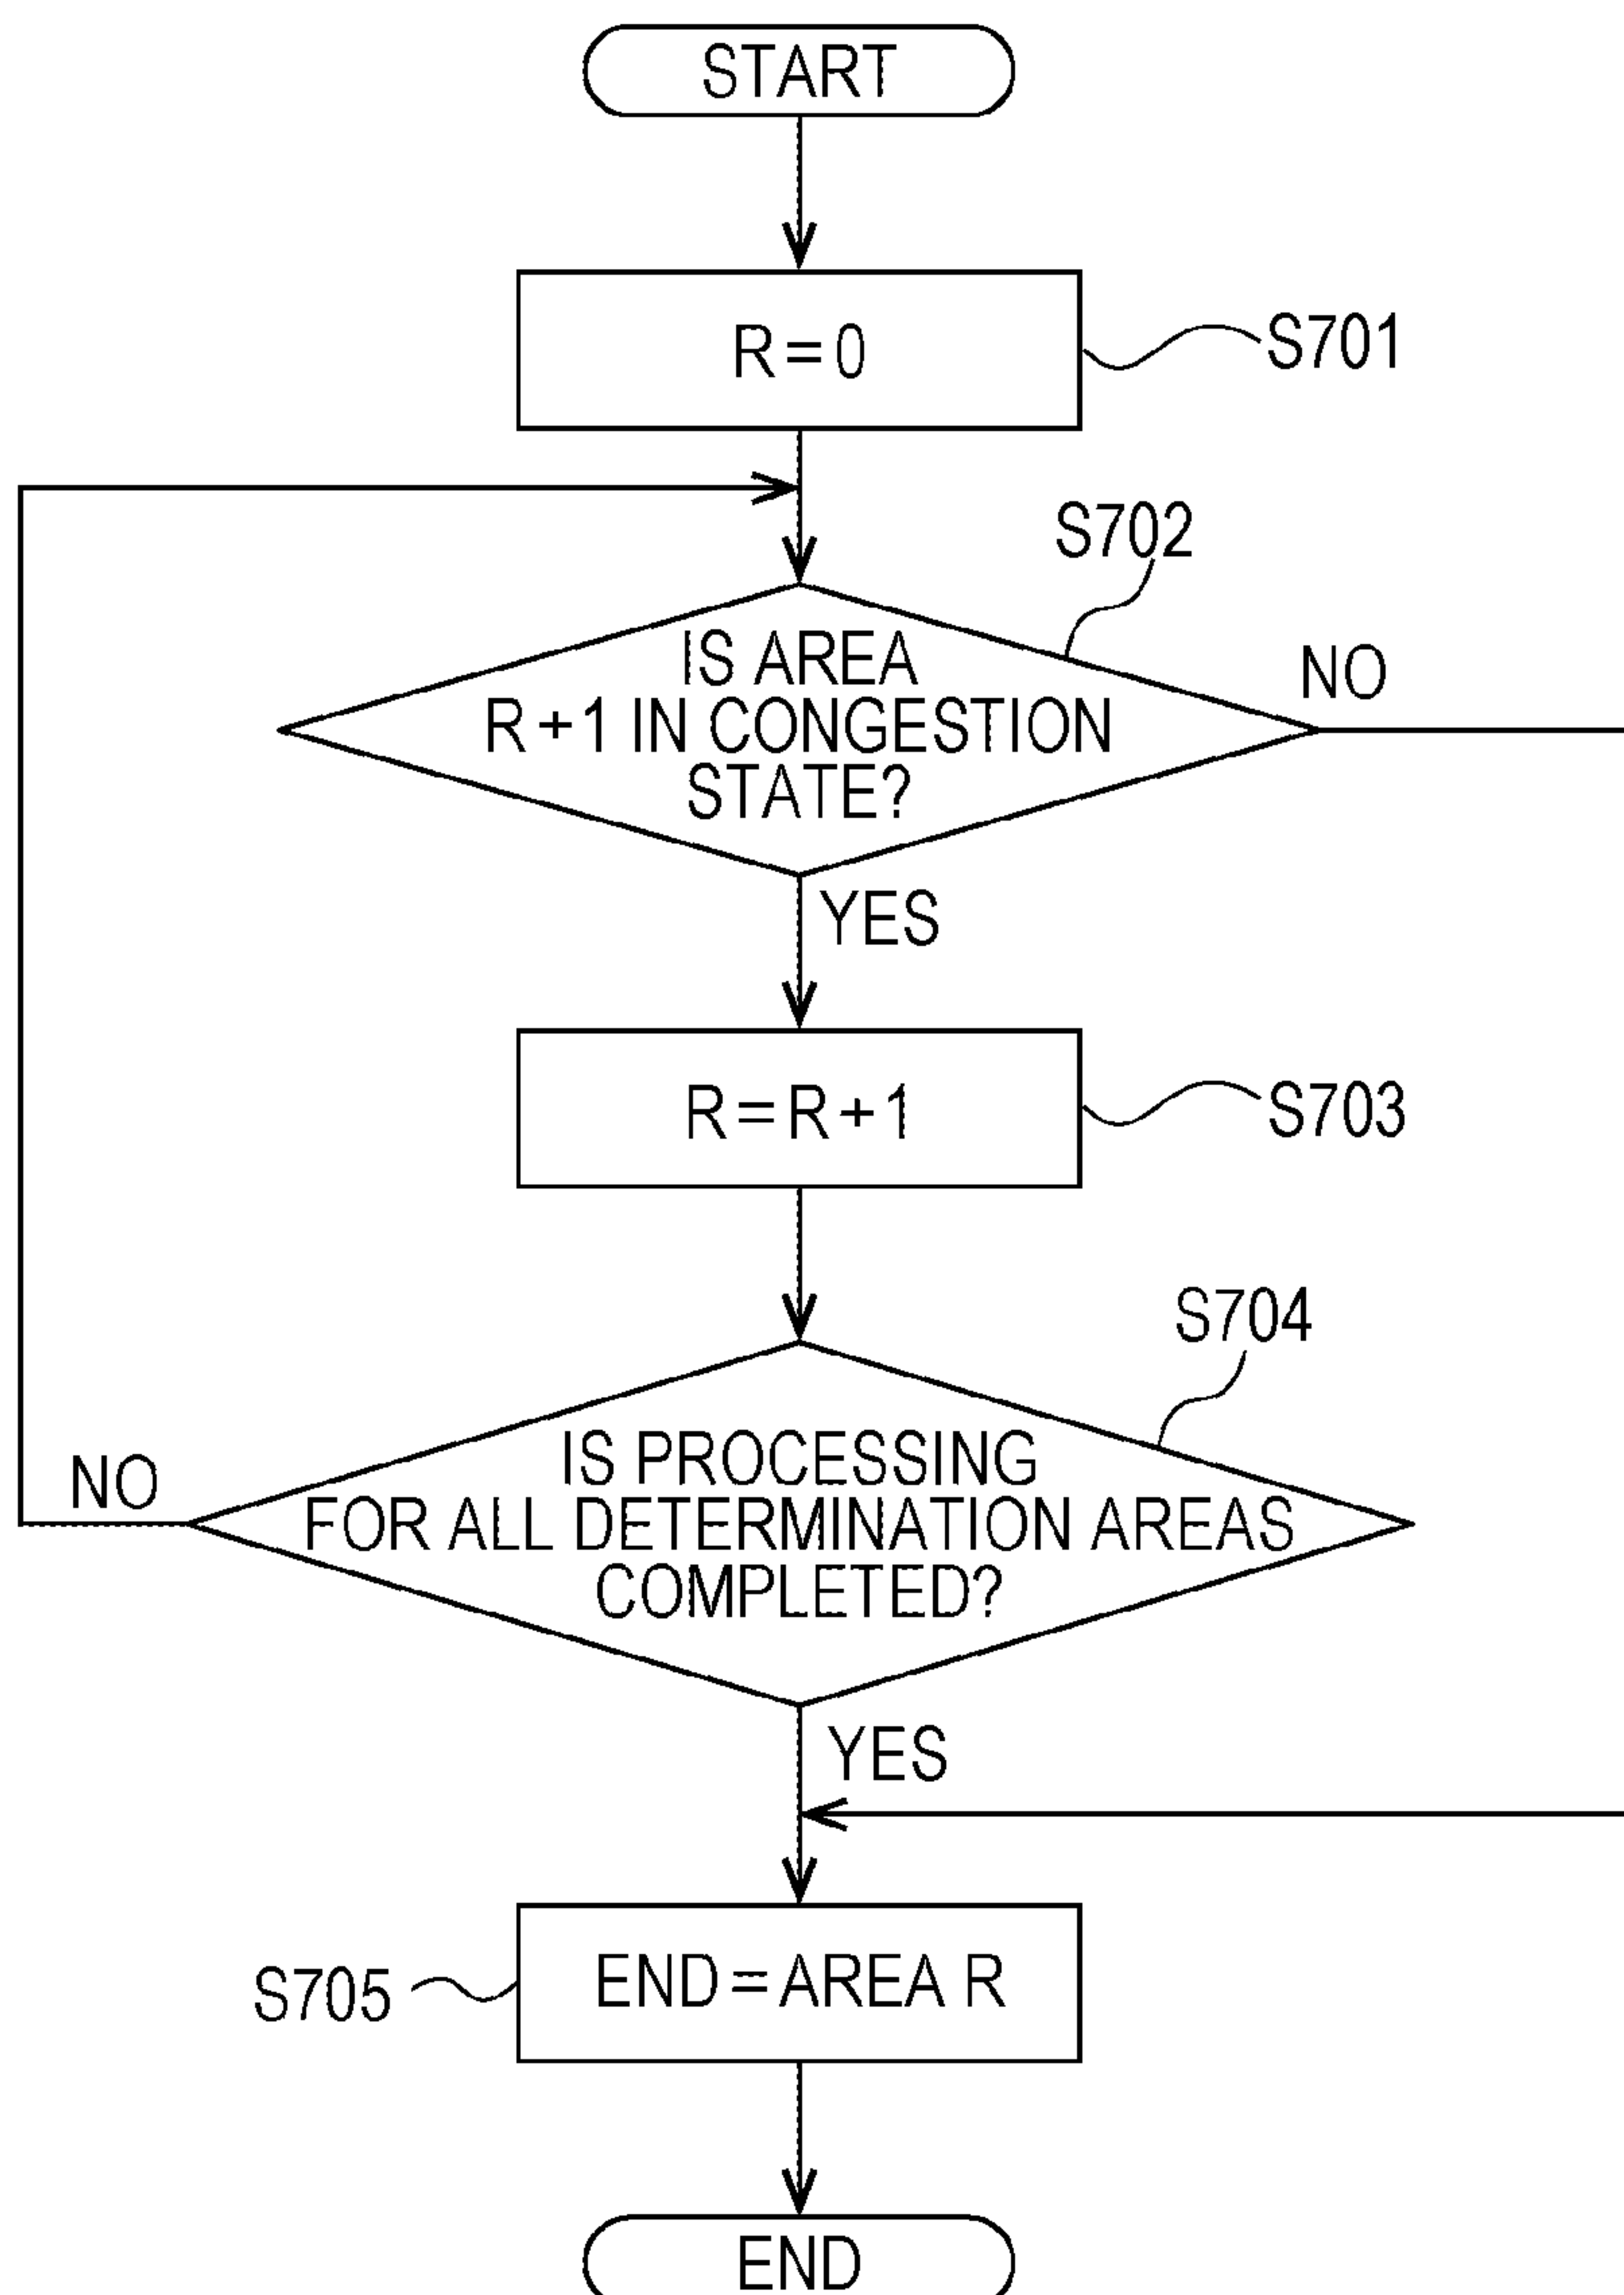 START
R=0
S701
S702
IS AREA
R+1 IN CONGESTION
STATE?
NO
YES
R=R+1
S703
S704
IS PROCESSING
FOR ALL DETERMINATION AREAS
COMPLETED?
NO
YES
S705
END=AREA R
END